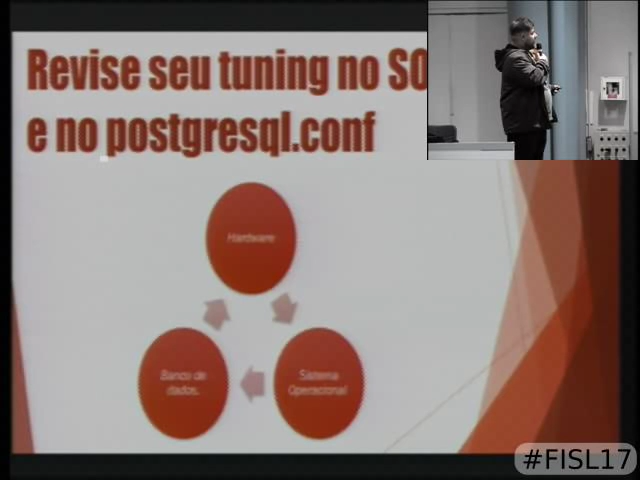 Revise seu tuning no SO
e no postgresql.conf
Hardware
Banco de
dados.
Sistema
Operacional
#FISL17